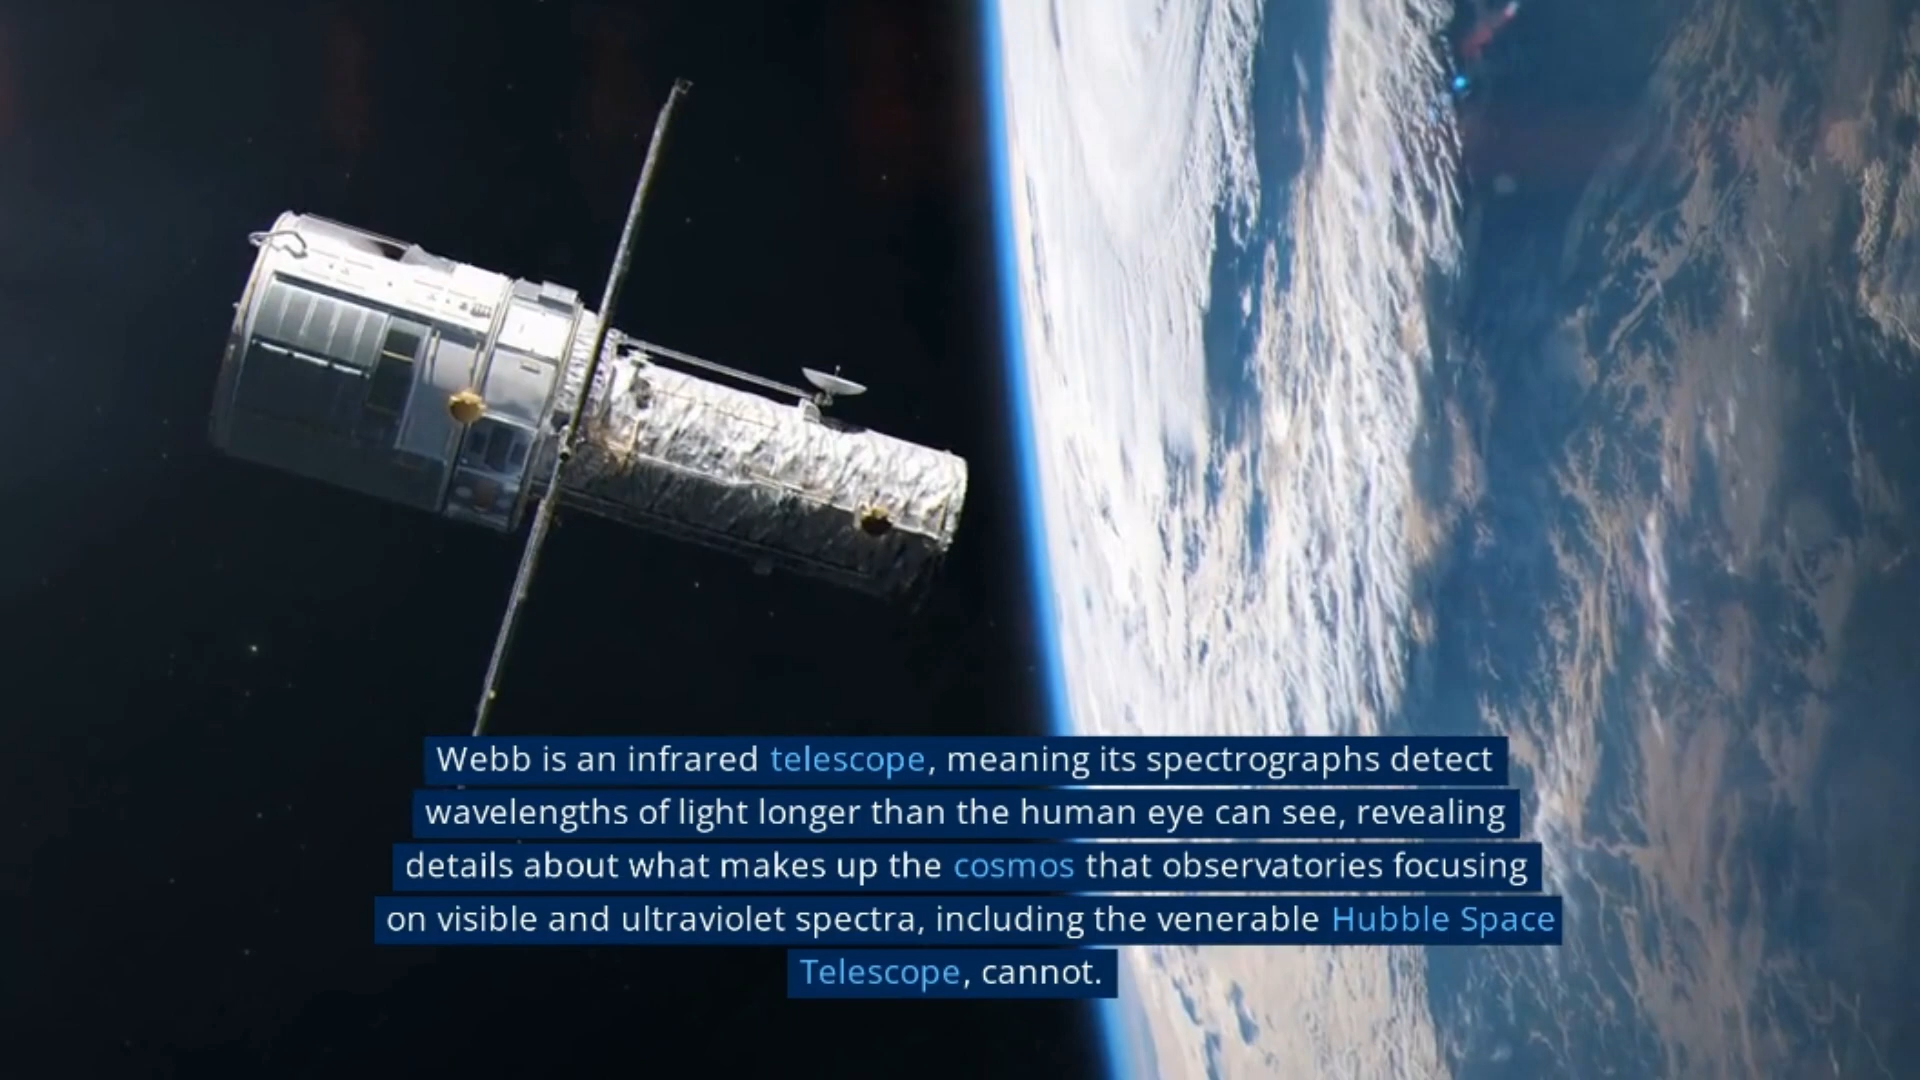 Webb is an infrared telescope, meaning its spectrographs detect
wavelengths of light longer than the human eye can see, revealing
details about what makes up the cosmos that observatories focusing
on visible and ultraviolet spectra, including the venerable Hubble Space
Telescope, cannot.